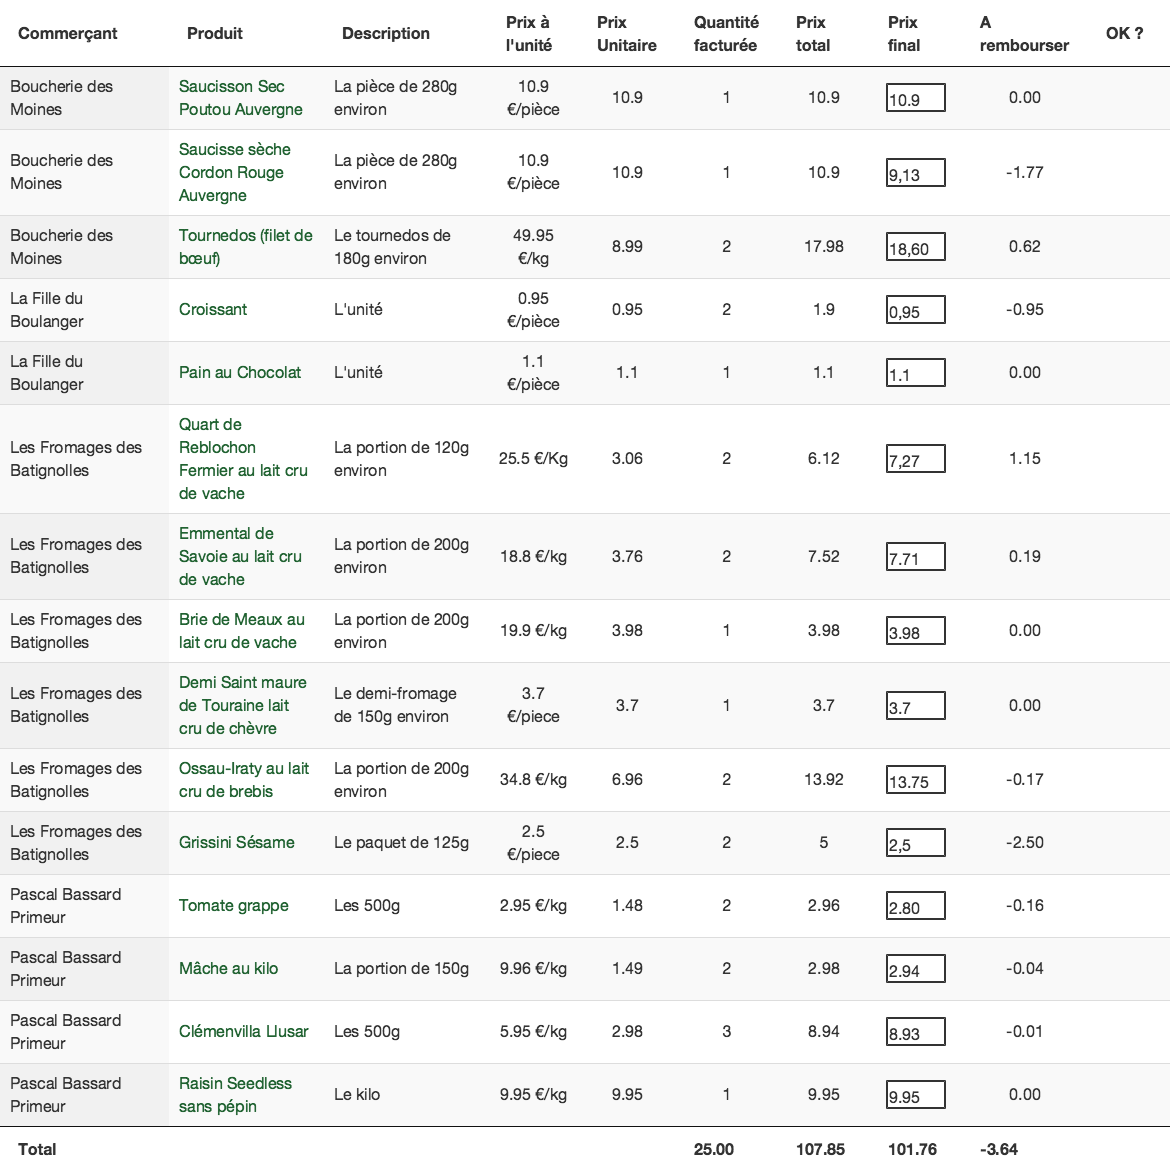 Commerçant Produit Description Prix à l'unité Prix Unitaire Quantité facturée Prix total Prix final A rembourser OK ?
Boucherie des Moines Saucisson Sec Poutou Auvergne La pièce de 280g environ 10.9 €/pièce 10.9 1 10.9 10.9 0.00
Boucherie des Moines Saucisse sèche Cordon Rouge Auvergne La pièce de 280g environ 10.9 €/pièce 10.9 1 10.9 9,13 -1.77
Boucherie des Moines Tournedos (filet de bœuf) Le tournedos de 180g environ 49.95 €/kg 8.99 2 17.98 18,60 0.62
La Fille du Boulanger Croissant L'unité 0.95 €/pièce 0.95 2 1.9 0,95 -0.95
La Fille du Boulanger Pain au Chocolat L'unité 1.1 €/pièce 1.1 1 1.1 1.1 0.00
Les Fromages des Batignolles Quart de Reblochon Fermier au lait cru de vache La portion de 120g environ 25.5 €/Kg 3.06 2 6.12 7,27 1.15
Les Fromages des Batignolles Emmental de Savoie au lait cru de vache La portion de 200g environ 18.8 €/kg 3.76 2 7.52 7.71 0.19
Les Fromages des Batignolles Brie de Meaux au lait cru de vache La portion de 200g environ 19.9 €/kg 3.98 1 3.98 3.98 0.00
Les Fromages des Batignolles Demi Saint maure de Touraine lait cru de chèvre Le demi-fromage de 150g environ 3.7 €/piece 3.7 1 3.7 3.7 0.00
Les Fromages des Batignolles Ossau-Iraty au lait cru de brebis La portion de 200g environ 34.8 €/kg 6.96 2 13.92 13.75 -0.17
Les Fromages des Batignolles Grissini Sésame Le paquet de 125g 2.5 €/piece 2.5 2 5 2,5 -2.50
Pascal Bassard Primeur Tomate grappe Les 500g 2.95 €/kg 1.48 2 2.96 2.80 -0.16
Pascal Bassard Primeur Mâche au kilo La portion de 150g 9.96 €/kg 1.49 2 2.98 2.94 -0.04
Pascal Bassard Primeur Clémenvilla Llusar Les 500g 5.95 €/kg 2.98 3 8.94 8.93 -0.01
Pascal Bassard Primeur Raisin Seedless sans pépin Le kilo 9.95 €/kg 9.95 1 9.95 9.95 0.00
Total 25.00 107.85 101.76 -3.64